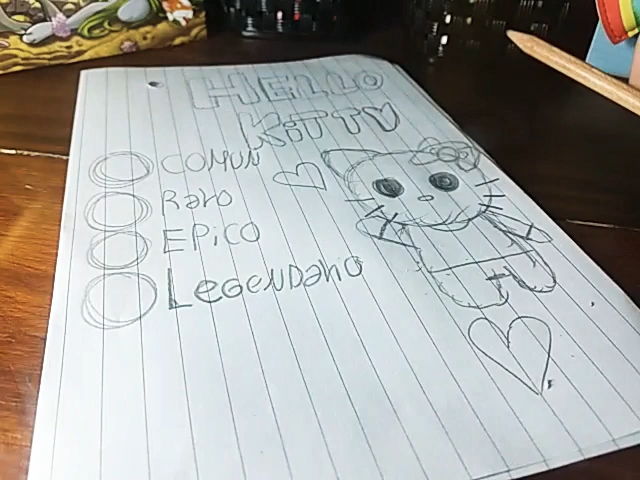 HELLO
KiTTY
COMUN
RaRo
EPiCO
LegeNDaRio